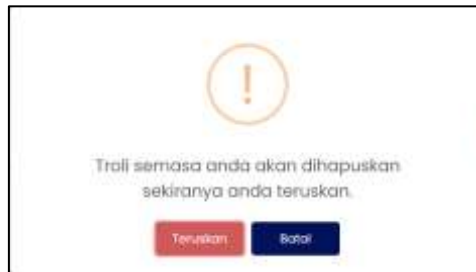 Troli semasa anda akan dihapuskan
sekiranya anda teruskan.
Teruskan Batal